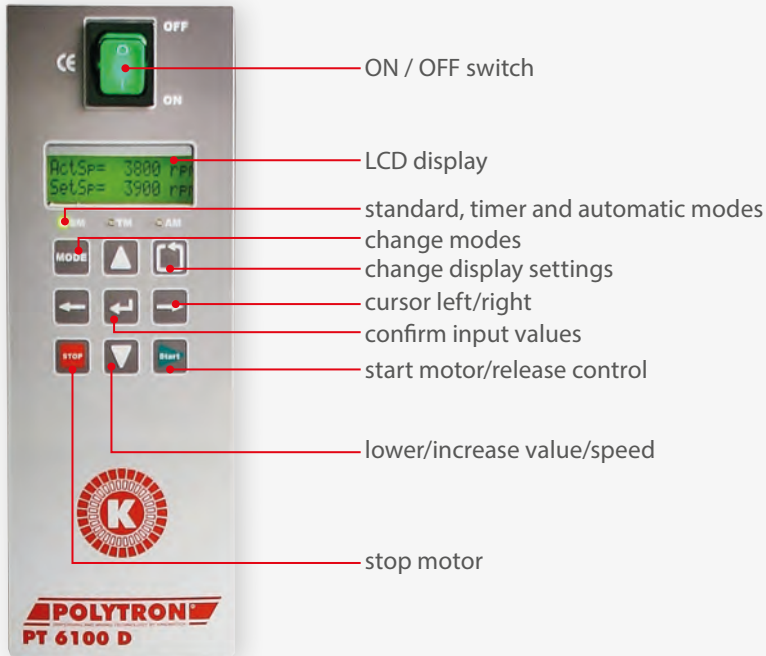 OFF
CE
ON / OFF switch
ON
LCD display
ActSp= 3800 rpm
SetSp= 3900 rpm
standard, timer and automatic modes
TM AM
MODE
change modes
change display settings
cursor left/right
confirm input values
STOP
Start
start motor/release control
lower/increase value/speed
K
stop motor
POLYTRON
PT 6100 D